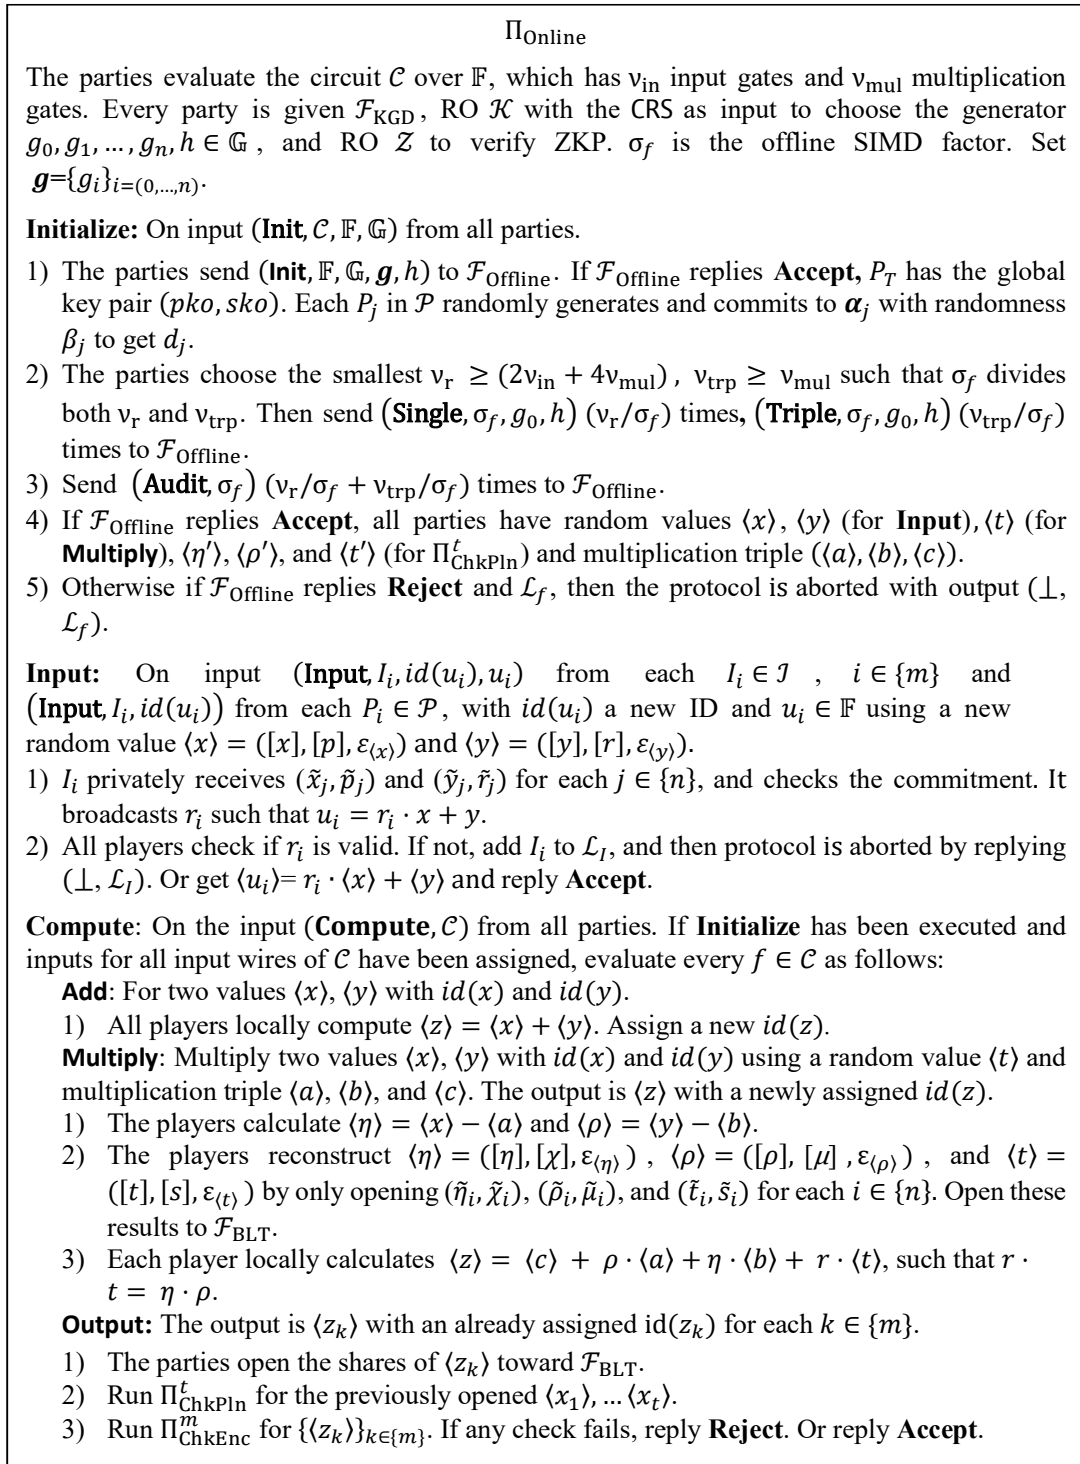 Π_Online
The parties evaluate the circuit 𝒞 over 𝔽, which has ν_in input gates and ν_mul multiplication
gates. Every party is given ℱ_KGD, RO 𝒦 with the CRS as input to choose the generator
g_0, g_1, …, g_n, h ∈ 𝔾 , and RO 𝒵 to verify ZKP. σ_f is the offline SIMD factor. Set
𝒈={g_i}_{i=(0,…,n)}.
Initialize: On input (Init, 𝒞, 𝔽, 𝔾) from all parties.
1) The parties send (Init, 𝔽, 𝔾, 𝒈, h) to ℱ_Offline. If ℱ_Offline replies Accept, P_T has the global
key pair (pko, sko). Each P_j in 𝒫 randomly generates and commits to 𝜶_j with randomness
β_j to get d_j.
2) The parties choose the smallest ν_r ≥ (2ν_in + 4ν_mul) , ν_trp ≥ ν_mul such that σ_f divides
both ν_r and ν_trp. Then send (Single, σ_f, g_0, h) (ν_r/σ_f) times, (Triple, σ_f, g_0, h) (ν_trp/σ_f)
times to ℱ_Offline.
3) Send (Audit, σ_f) (ν_r/σ_f + ν_trp/σ_f) times to ℱ_Offline.
4) If ℱ_Offline replies Accept, all parties have random values ⟨x⟩, ⟨y⟩ (for Input), ⟨t⟩ (for
Multiply), ⟨η′⟩, ⟨ρ′⟩, and ⟨t′⟩ (for Π^t_ChkPln) and multiplication triple (⟨a⟩, ⟨b⟩, ⟨c⟩).
5) Otherwise if ℱ_Offline replies Reject and ℒ_f, then the protocol is aborted with output (⊥,
ℒ_f).
Input: On input (Input, I_i, id(u_i), u_i) from each I_i ∈ ℐ , i ∈ {m} and
(Input, I_i, id(u_i)) from each P_i ∈ 𝒫, with id(u_i) a new ID and u_i ∈ 𝔽 using a new
random value ⟨x⟩ = ([x], [p], ε_⟨x⟩) and ⟨y⟩ = ([y], [r], ε_⟨y⟩).
1) I_i privately receives (x̃_j, p̃_j) and (ỹ_j, r̃_j) for each j ∈ {n}, and checks the commitment. It
broadcasts r_i such that u_i = r_i · x + y.
2) All players check if r_i is valid. If not, add I_i to ℒ_I, and then protocol is aborted by replying
(⊥, ℒ_I). Or get ⟨u_i⟩= r_i · ⟨x⟩ + ⟨y⟩ and reply Accept.
Compute: On the input (Compute, 𝒞) from all parties. If Initialize has been executed and
inputs for all input wires of 𝒞 have been assigned, evaluate every f ∈ 𝒞 as follows:
Add: For two values ⟨x⟩, ⟨y⟩ with id(x) and id(y).
1) All players locally compute ⟨z⟩ = ⟨x⟩ + ⟨y⟩. Assign a new id(z).
Multiply: Multiply two values ⟨x⟩, ⟨y⟩ with id(x) and id(y) using a random value ⟨t⟩ and
multiplication triple ⟨a⟩, ⟨b⟩, and ⟨c⟩. The output is ⟨z⟩ with a newly assigned id(z).
1) The players calculate ⟨η⟩ = ⟨x⟩ − ⟨a⟩ and ⟨ρ⟩ = ⟨y⟩ − ⟨b⟩.
2) The players reconstruct ⟨η⟩ = ([η], [χ], ε_⟨η⟩) , ⟨ρ⟩ = ([ρ], [μ] , ε_⟨ρ⟩) , and ⟨t⟩ =
([t], [s], ε_⟨t⟩) by only opening (η̃_i, χ̃_i), (ρ̃_i, μ̃_i), and (t̃_i, s̃_i) for each i ∈ {n}. Open these
results to ℱ_BLT.
3) Each player locally calculates ⟨z⟩ = ⟨c⟩ + ρ · ⟨a⟩ + η · ⟨b⟩ + r · ⟨t⟩, such that r ·
t = η · ρ.
Output: The output is ⟨z_k⟩ with an already assigned id(z_k) for each k ∈ {m}.
1) The parties open the shares of ⟨z_k⟩ toward ℱ_BLT.
2) Run Π^t_ChkPln for the previously opened ⟨x_1⟩, … ⟨x_t⟩.
3) Run Π^m_ChkEnc for {⟨z_k⟩}_{k∈{m}}. If any check fails, reply Reject. Or reply Accept.